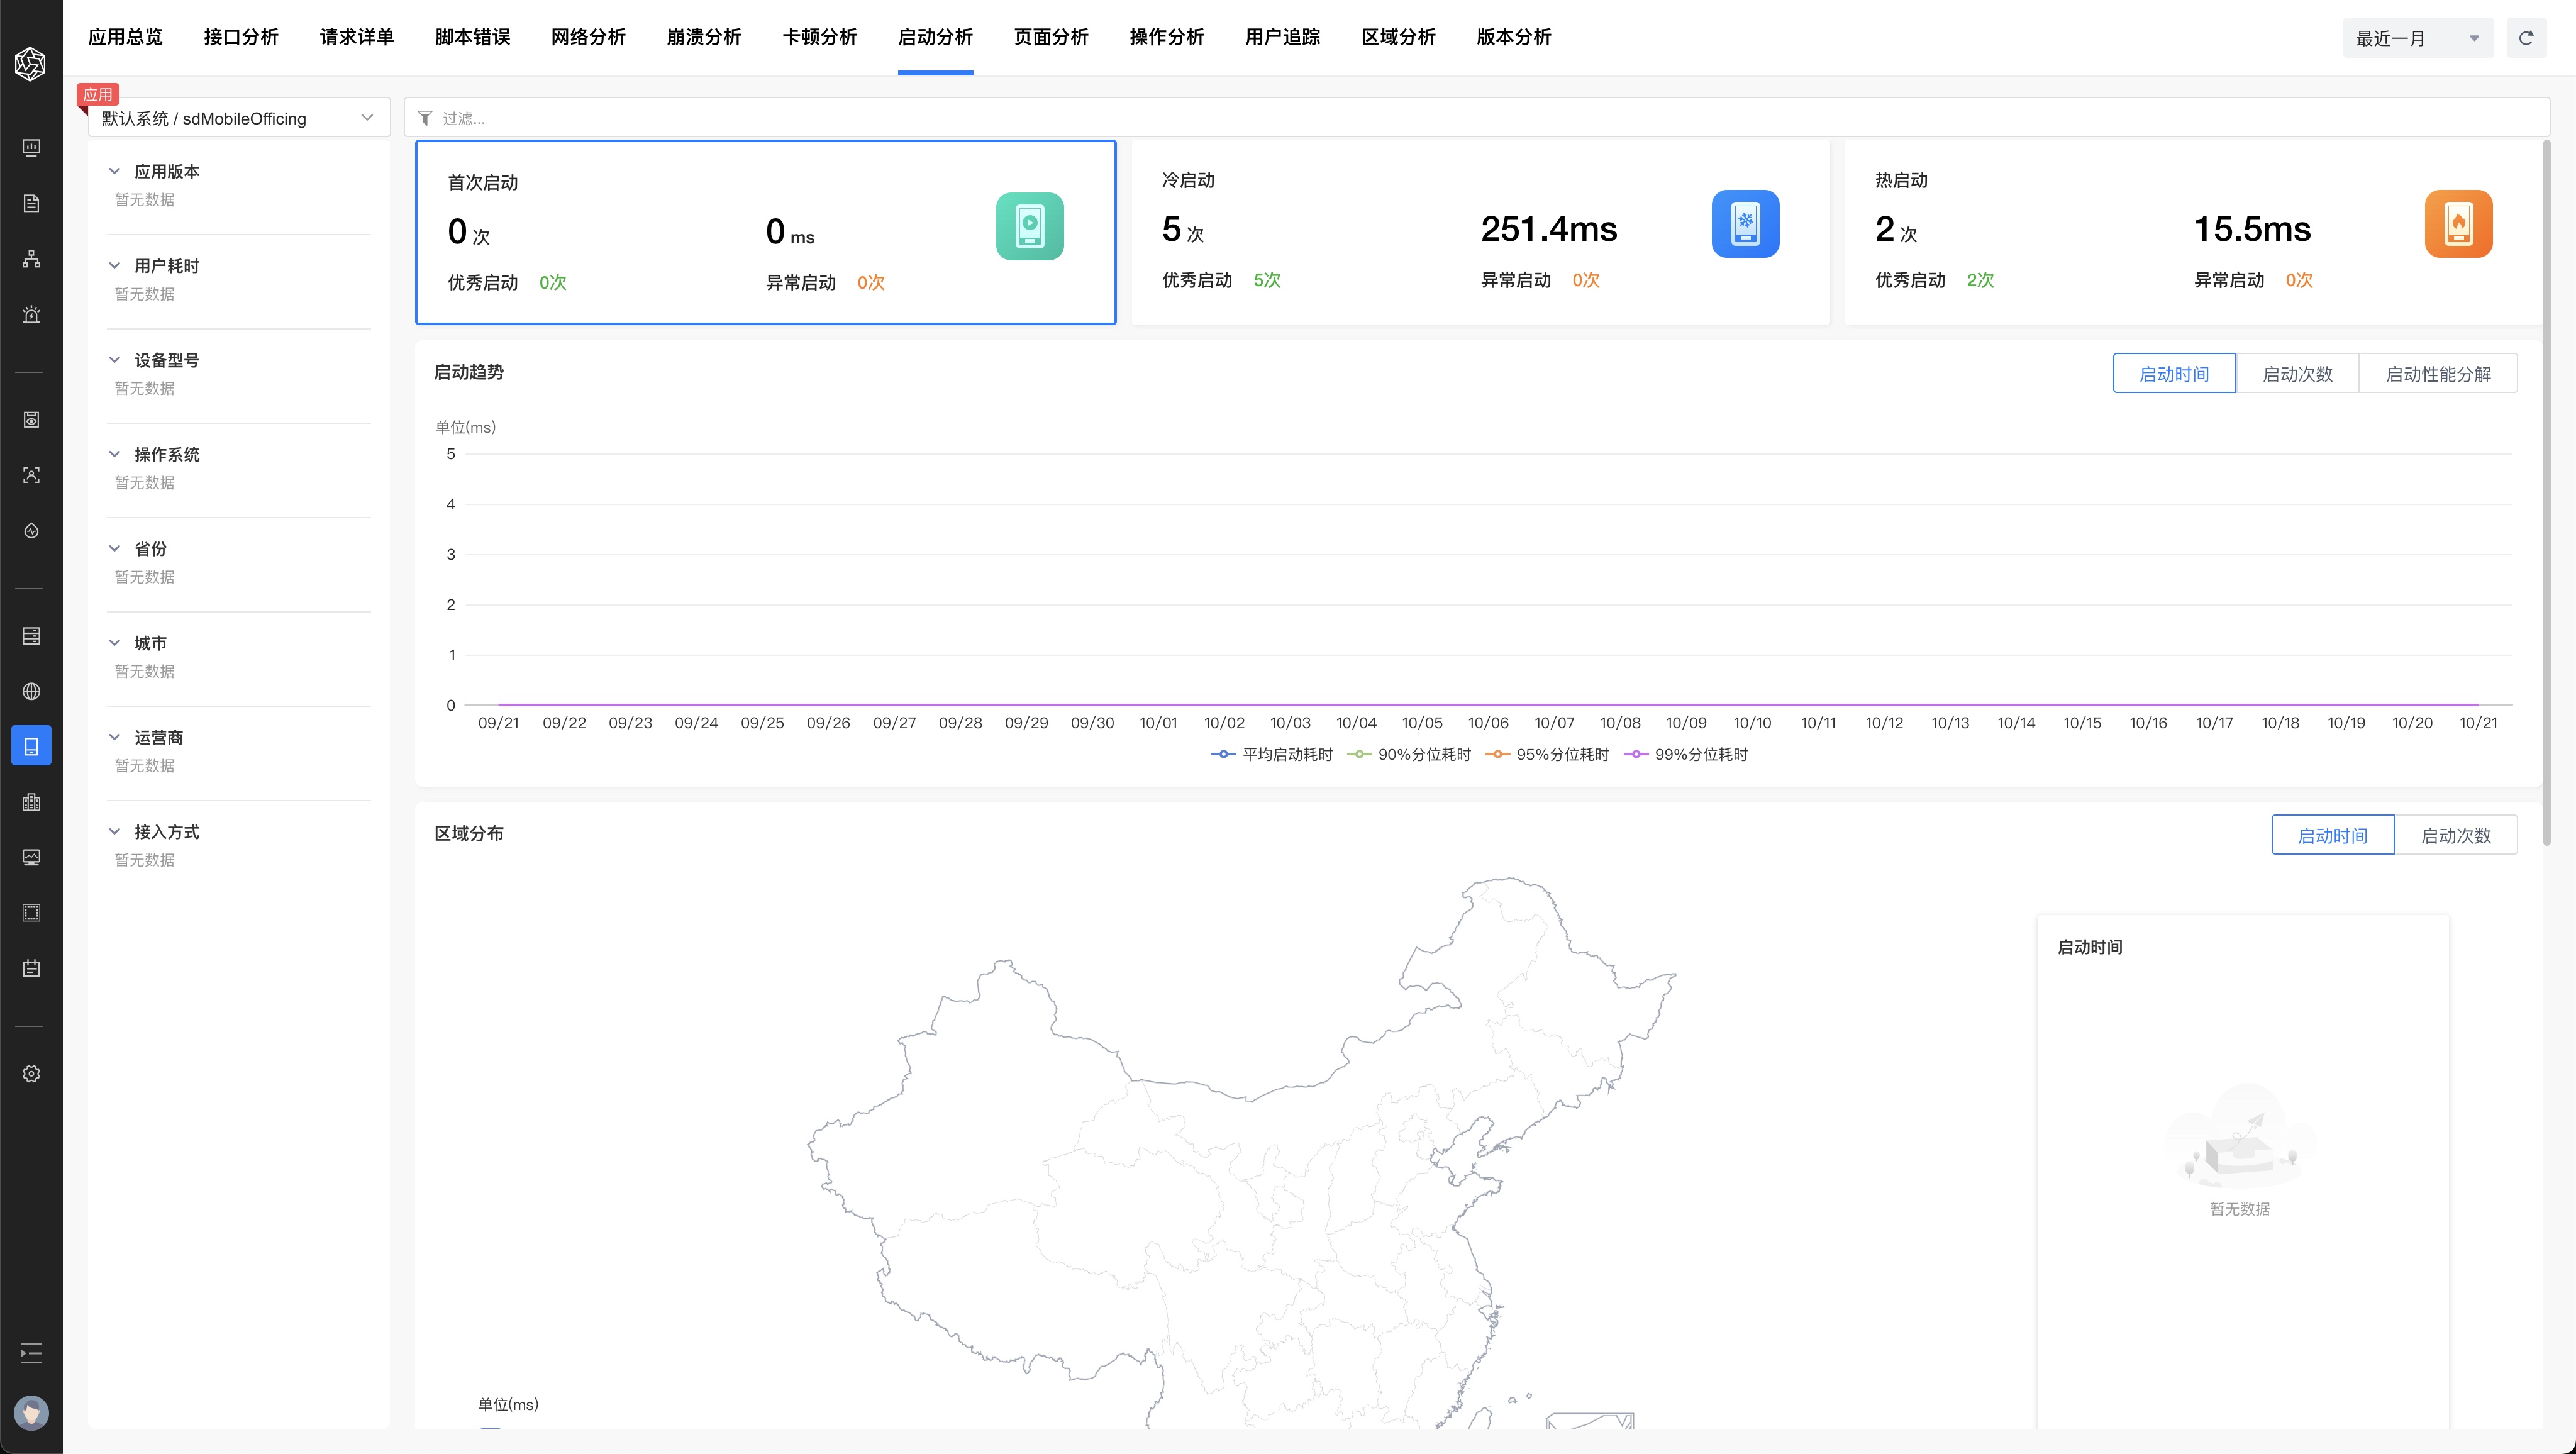 应用总览 接口分析 请求详单 脚本错误 网络分析 崩溃分析 卡顿分析 启动分析 页面分析 操作分析 用户追踪 区域分析 版本分析 最近一月
应用
默认系统 / sdMobileOfficing
过滤...
应用版本
暂无数据
用户耗时
暂无数据
设备型号
暂无数据
操作系统
暂无数据
省份
暂无数据
城市
暂无数据
运营商
暂无数据
接入方式
暂无数据
首次启动
0 次 0 ms
优秀启动 0次 异常启动 0次
冷启动
5 次 251.4ms
优秀启动 5次 异常启动 0次
热启动
2 次 15.5ms
优秀启动 2次 异常启动 0次
启动趋势 启动时间 启动次数 启动性能分解
单位(ms)
5
4
3
2
1
0
09/21 09/22 09/23 09/24 09/25 09/26 09/27 09/28 09/29 09/30 10/01 10/02 10/03 10/04 10/05 10/06 10/07 10/08 10/09 10/10 10/11 10/12 10/13 10/14 10/15 10/16 10/17 10/18 10/19 10/20 10/21
平均启动耗时 90%分位耗时 95%分位耗时 99%分位耗时
区域分布 启动时间 启动次数
启动时间
暂无数据
单位(ms)